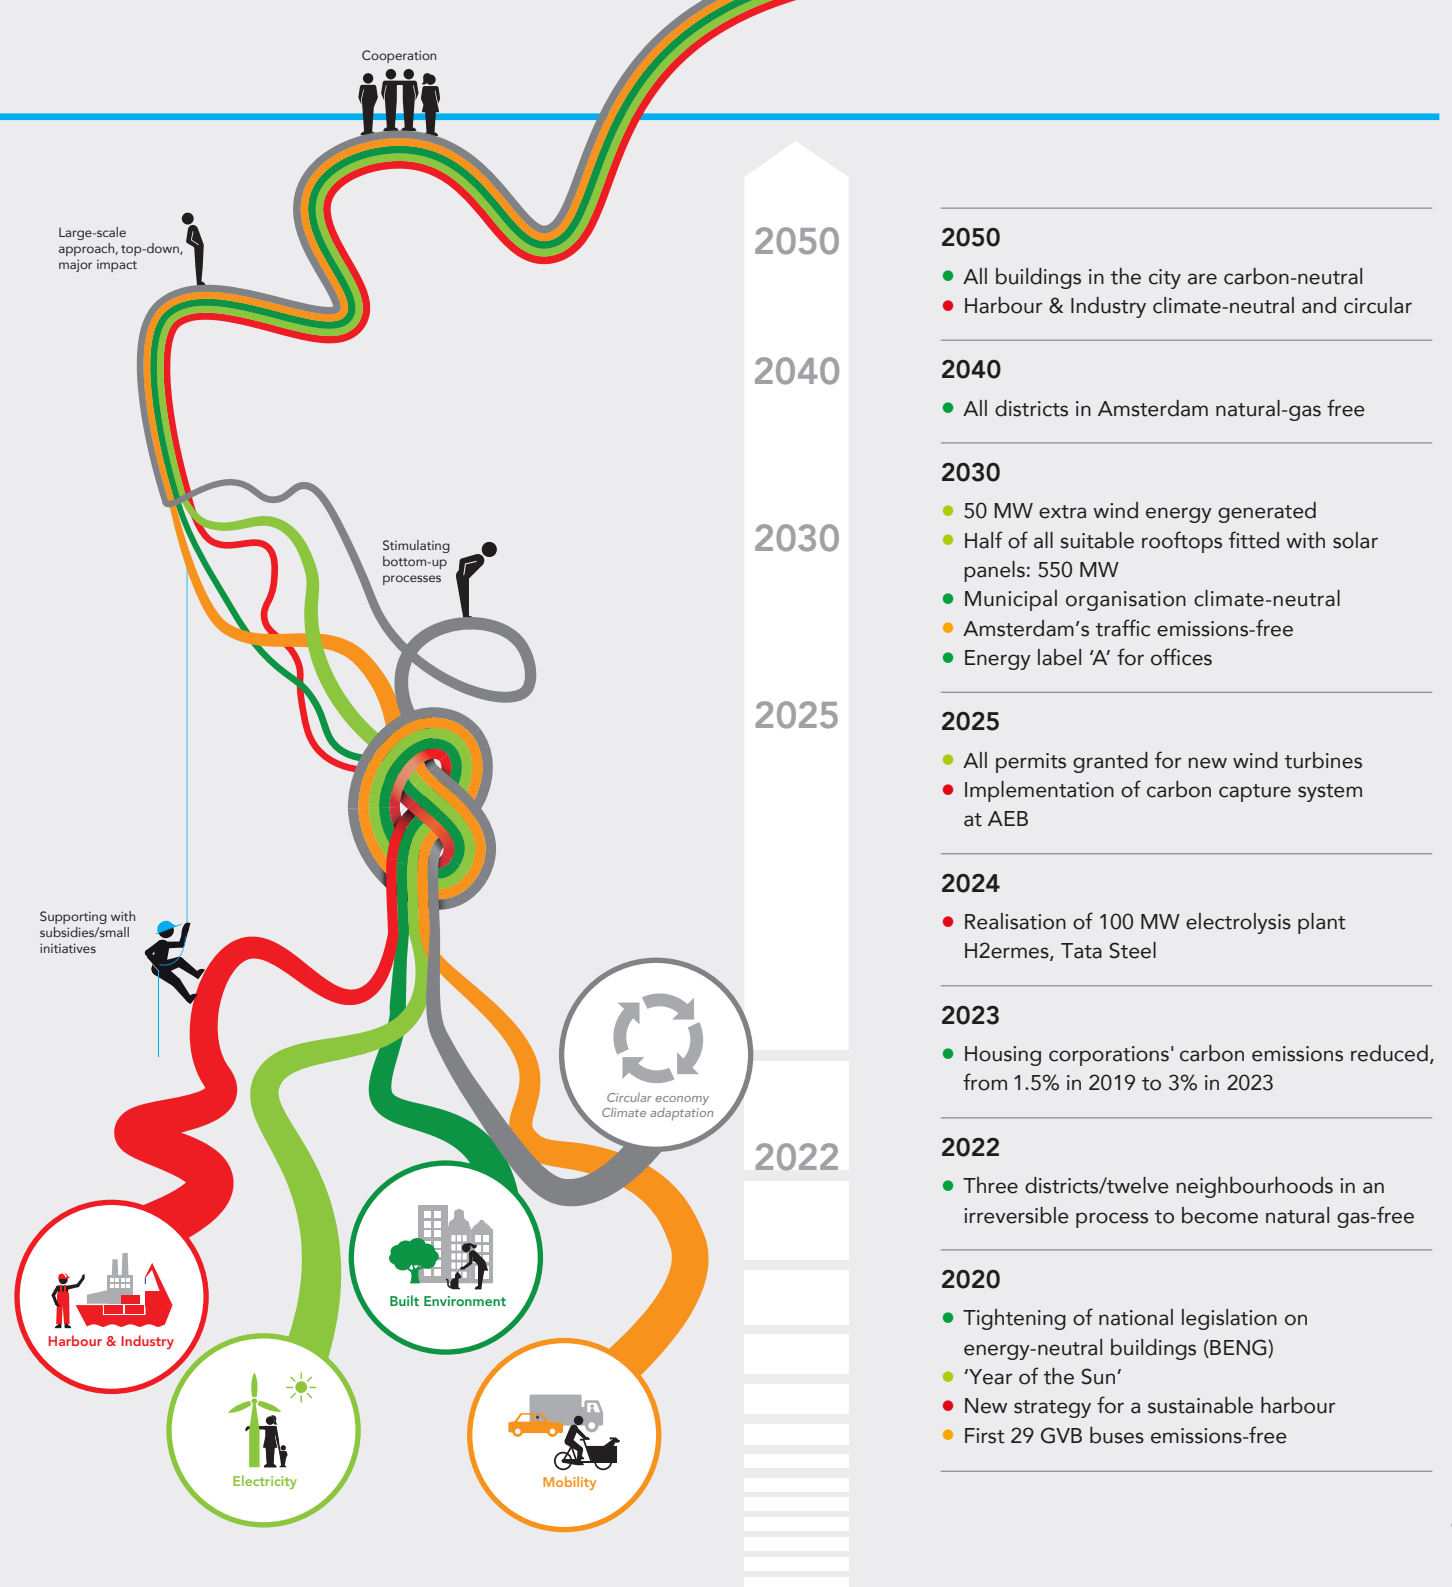 Cooperation
Large-scale
approach, top-down,
major impact
Stimulating
bottom-up
processes
Supporting with
subsidies/small
initiatives
Circular economy
Climate adaptation
Built Environment
Harbour & Industry
Electricity
Mobility
2050
2040
2030
2025
2022
2050
• All buildings in the city are carbon-neutral
• Harbour & Industry climate-neutral and circular
2040
• All districts in Amsterdam natural-gas free
2030
• 50 MW extra wind energy generated
• Half of all suitable rooftops fitted with solar
panels: 550 MW
• Municipal organisation climate-neutral
• Amsterdam’s traffic emissions-free
• Energy label ‘A’ for offices
2025
• All permits granted for new wind turbines
• Implementation of carbon capture system
at AEB
2024
• Realisation of 100 MW electrolysis plant
H2ermes, Tata Steel
2023
• Housing corporations' carbon emissions reduced,
from 1.5% in 2019 to 3% in 2023
2022
• Three districts/twelve neighbourhoods in an
irreversible process to become natural gas-free
2020
• Tightening of national legislation on
energy-neutral buildings (BENG)
• ‘Year of the Sun’
• New strategy for a sustainable harbour
• First 29 GVB buses emissions-free